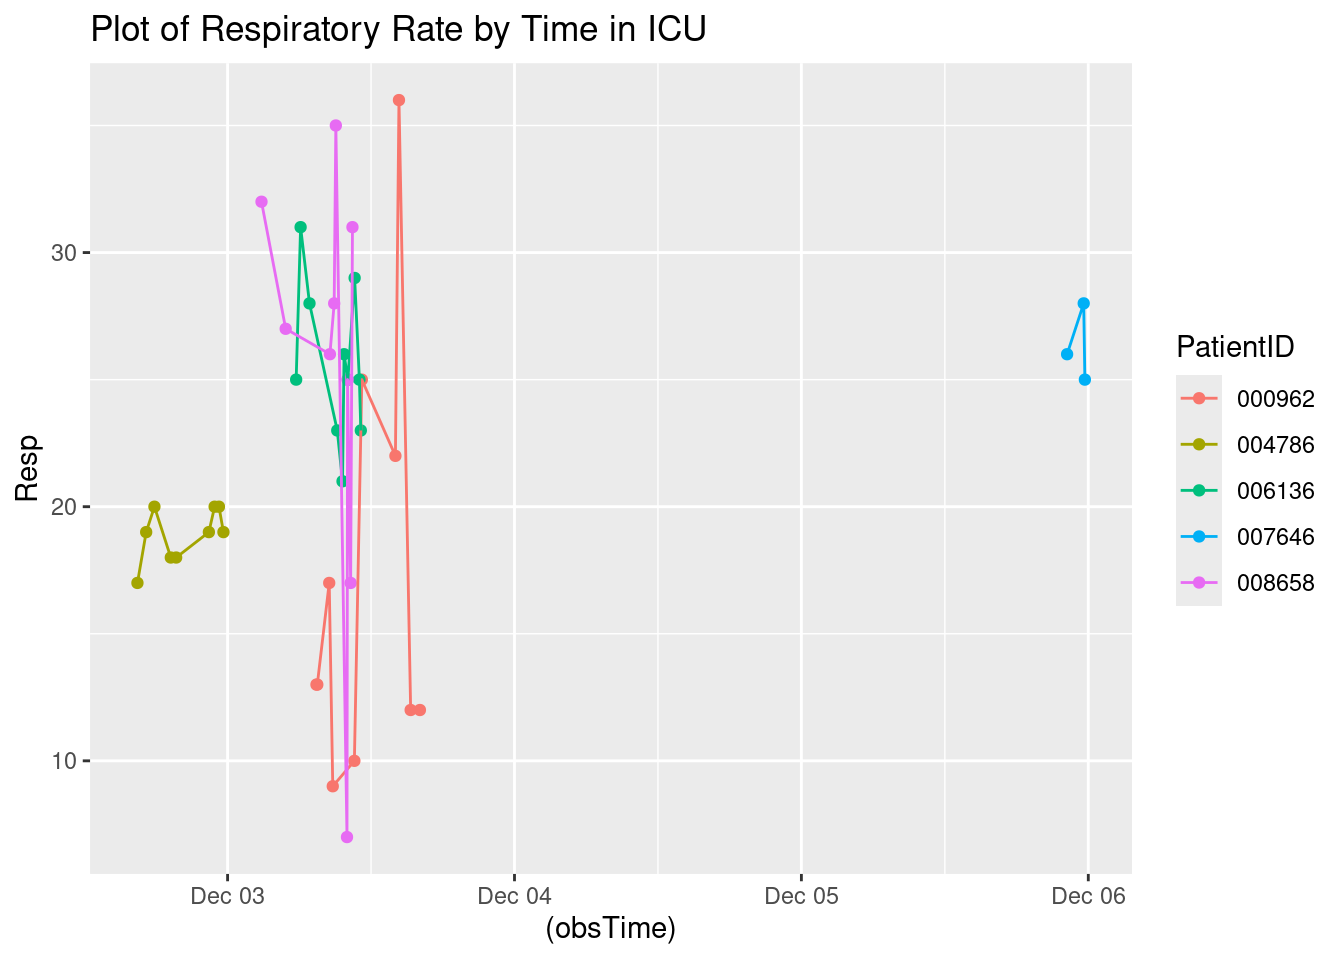 Plot of Respiratory Rate by Time in ICU
Resp
30
20
10
Dec 03
Dec 04
Dec 05
Dec 06
(obsTime)
PatientID
000962
004786
006136
007646
008658